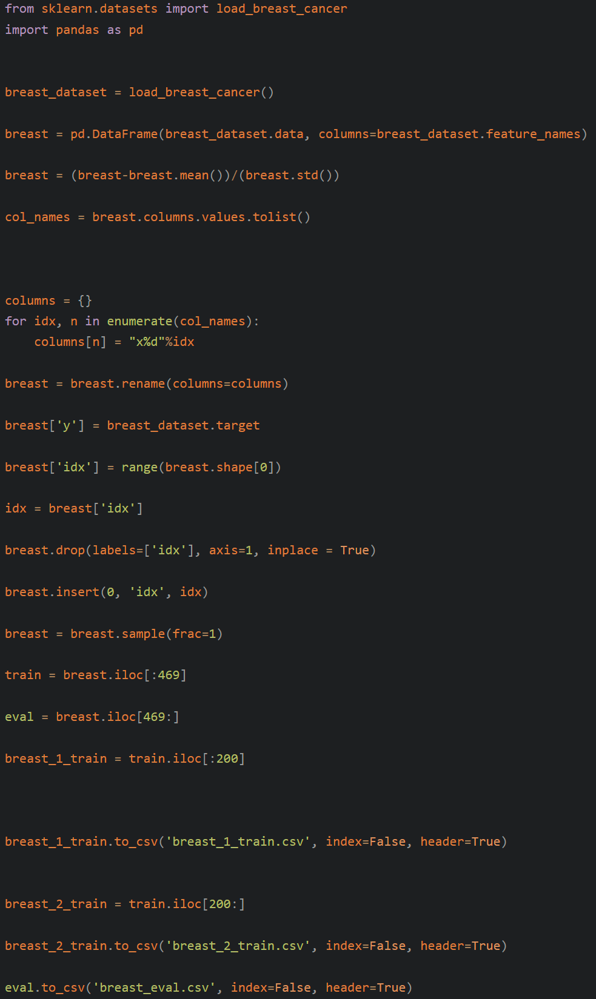 from sklearn.datasets import load_breast_cancer
import pandas as pd
breast_dataset = load_breast_cancer()
breast = pd.DataFrame(breast_dataset.data, columns=breast_dataset.feature_names)
breast = (breast-breast.mean())/(breast.std())
col_names = breast.columns.values.tolist()
columns = {}
for idx, n in enumerate(col_names):
    columns[n] = "x%d"%idx
breast = breast.rename(columns=columns)
breast['y'] = breast_dataset.target
breast['idx'] = range(breast.shape[0])
idx = breast['idx']
breast.drop(labels=['idx'], axis=1, inplace = True)
breast.insert(0, 'idx', idx)
breast = breast.sample(frac=1)
train = breast.iloc[:469]
eval = breast.iloc[469:]
breast_1_train = train.iloc[:200]
breast_1_train.to_csv('breast_1_train.csv', index=False, header=True)
breast_2_train = train.iloc[200:]
breast_2_train.to_csv('breast_2_train.csv', index=False, header=True)
eval.to_csv('breast_eval.csv', index=False, header=True)